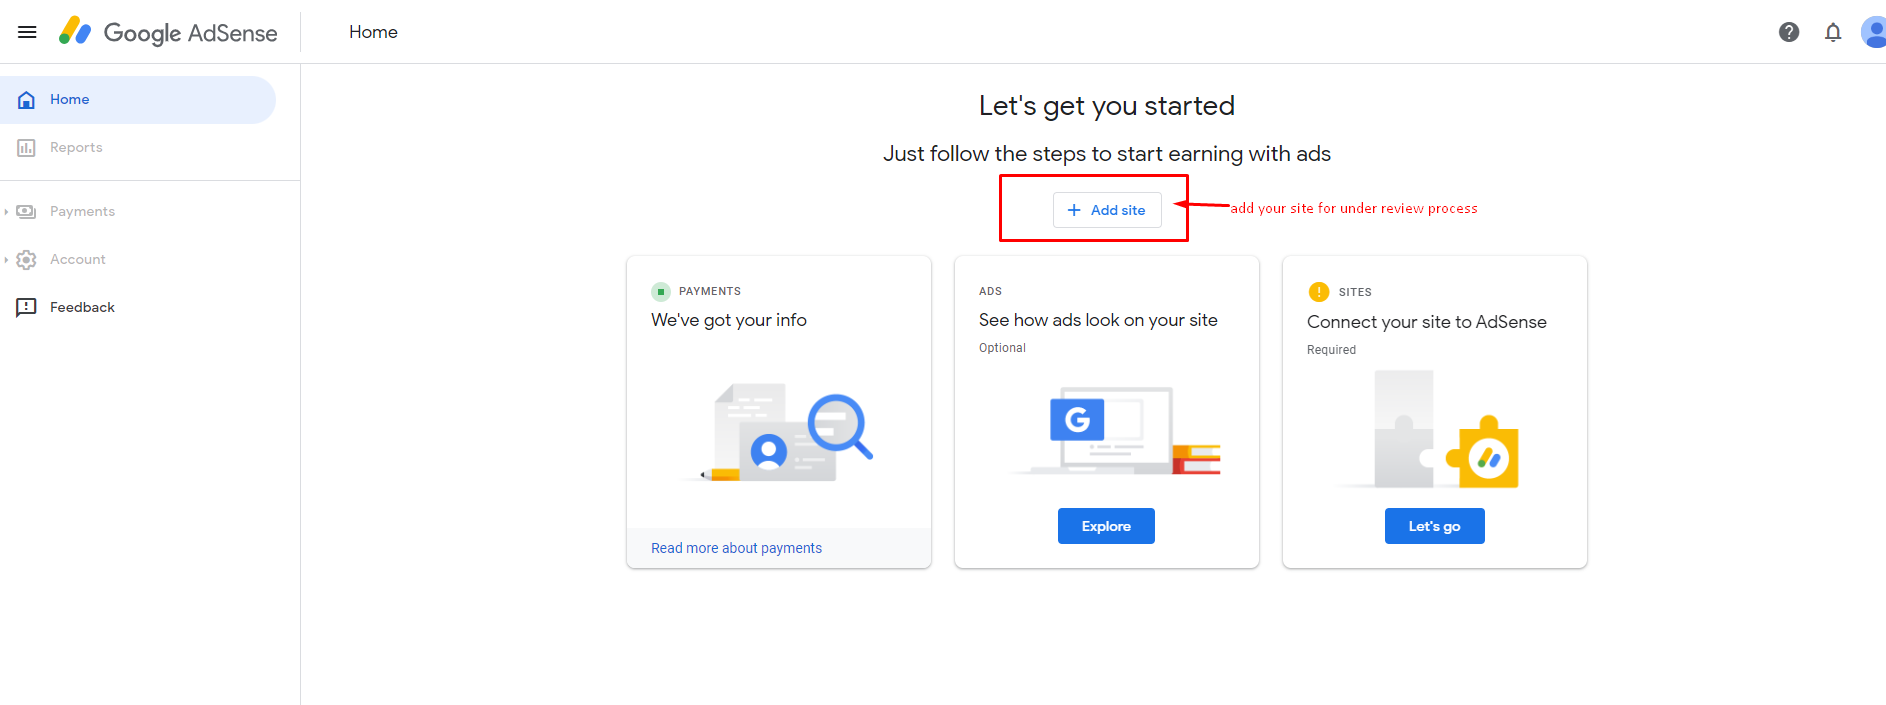 Google AdSense
Home
Home
Reports
Payments
Account
Feedback
Let's get you started
Just follow the steps to start earning with ads
+ Add site
add your site for under review process
PAYMENTS
We've got your info
Read more about payments
ADS
See how ads look on your site
Optional
G
Explore
! SITES
Connect your site to AdSense
Required
Let's go